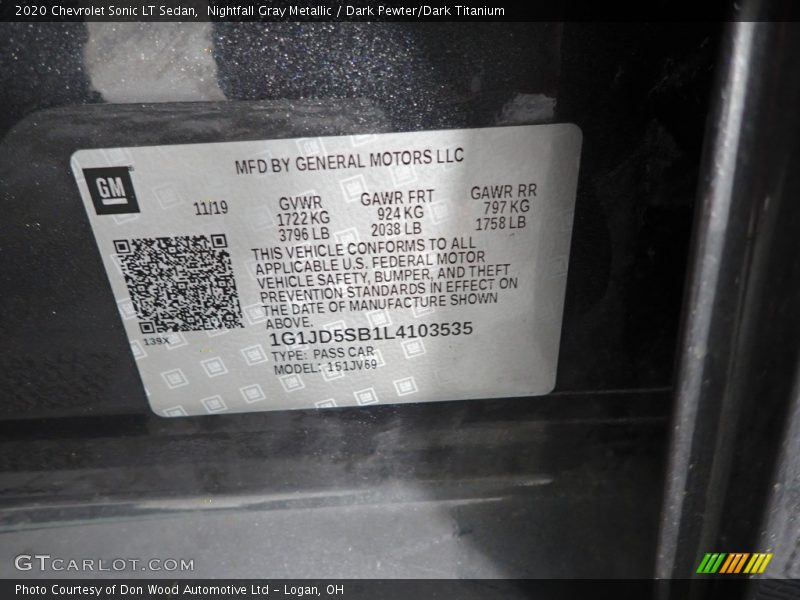 2020 Chevrolet Sonic LT Sedan,  Nightfall Gray Metallic / Dark Pewter/Dark Titanium
MFD BY GENERAL MOTORS LLC
GM
11/19
GVWR
1722 KG
3796 LB
GAWR FRT
924 KG
2038 LB
GAWR RR
797 KG
1758 LB
THIS VEHICLE CONFORMS TO ALL
APPLICABLE U.S. FEDERAL MOTOR
VEHICLE SAFETY, BUMPER, AND THEFT
PREVENTION STANDARDS IN EFFECT ON
THE DATE OF MANUFACTURE SHOWN
ABOVE.
139X
1G1JD5SB1L4103535
TYPE: PASS CAR
MODEL: 1S1JV69
GTCARLOT.COM
Photo Courtesy of Don Wood Automotive Ltd - Logan, OH